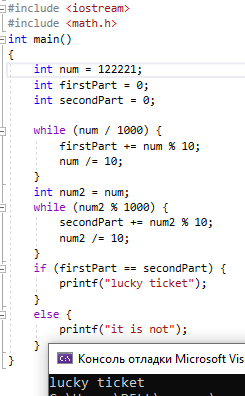 #include <iostream>
#include <math.h>
int main()
{
int num = 122221;
int firstPart = 0;
int secondPart = 0;
while (num / 1000) {
firstPart += num % 10;
num /= 10;
}
int num2 = num;
while (num2 % 1000) {
secondPart += num2 % 10;
num2 /= 10;
}
if (firstPart == secondPart) {
printf("lucky ticket");
}
else {
printf("it is not");
}
}
Консоль отладки Microsoft Vis
lucky ticket